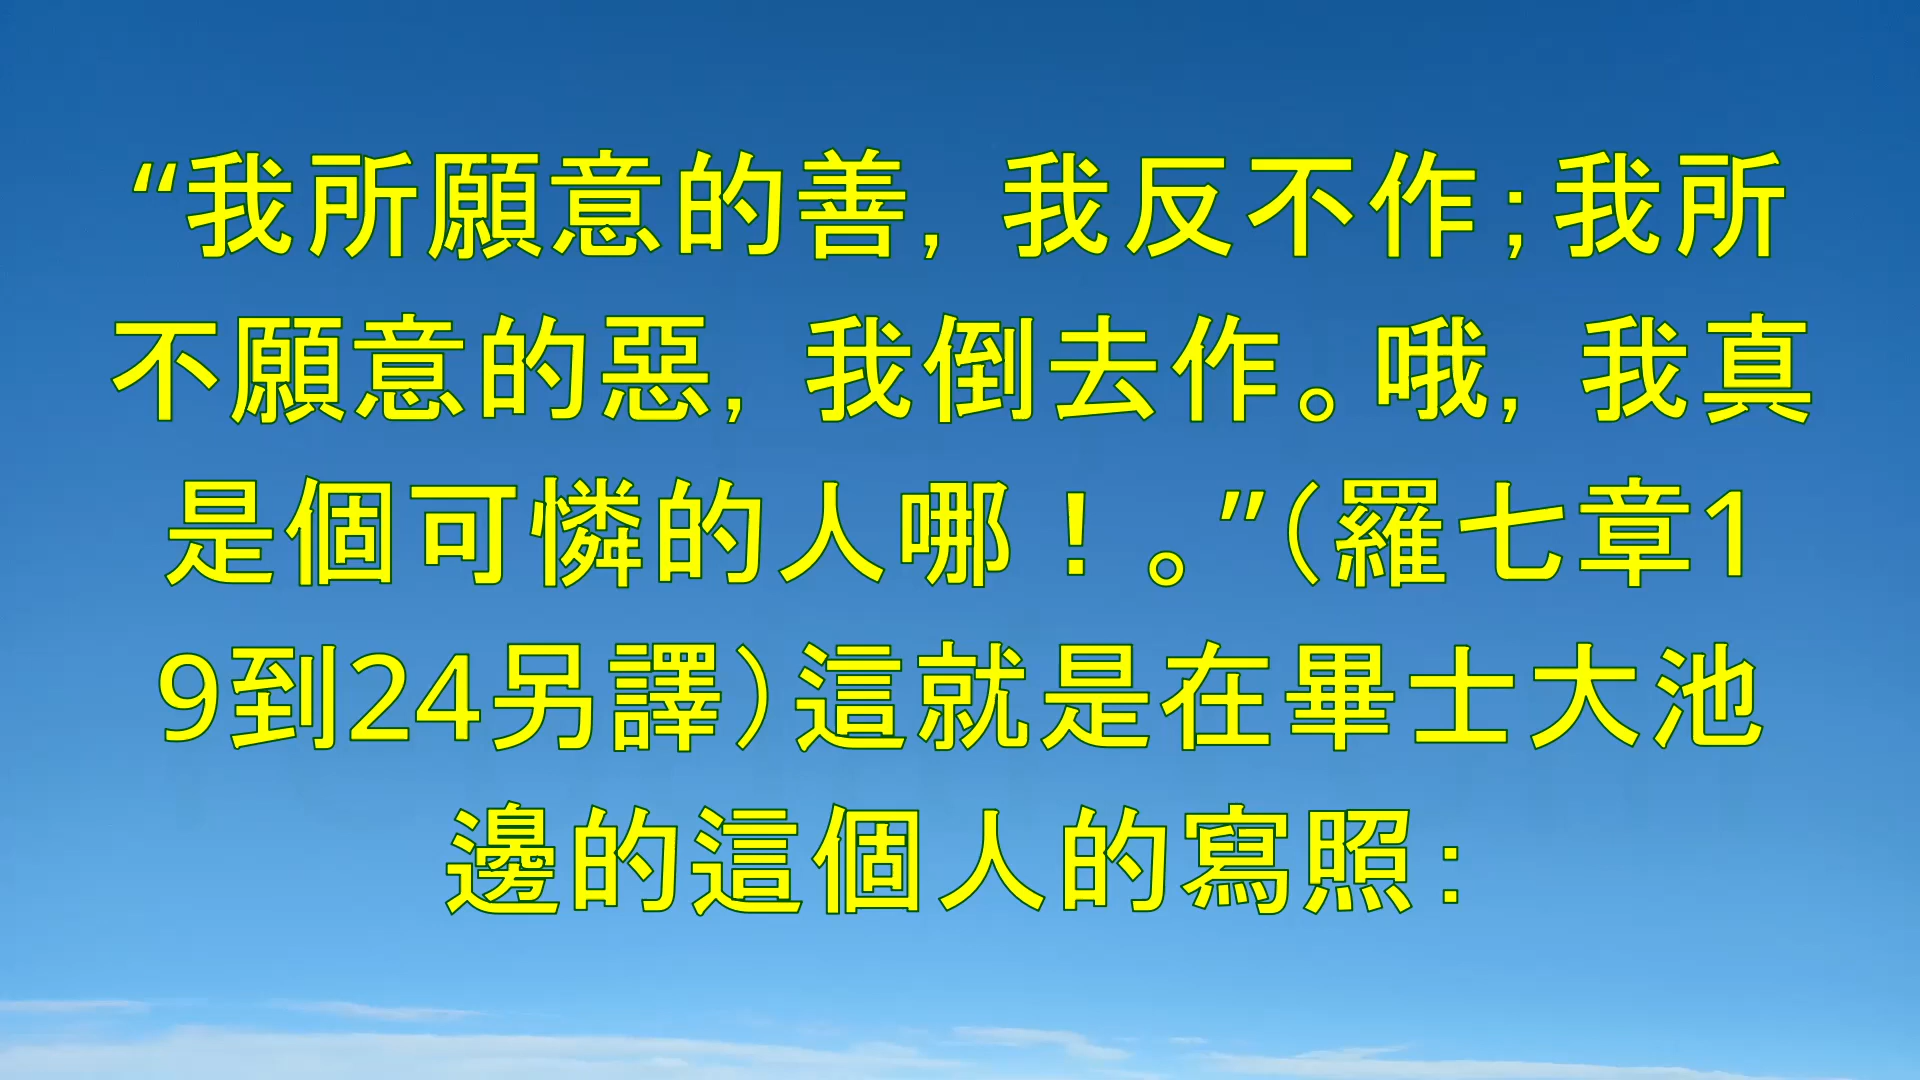 “我所願意的善, 我反不作;我所
不願意的惡, 我倒去作。哦, 我真
是個可憐的人哪！。”(羅七章1
9到24另譯)這就是在畢士大池
邊的這個人的寫照: